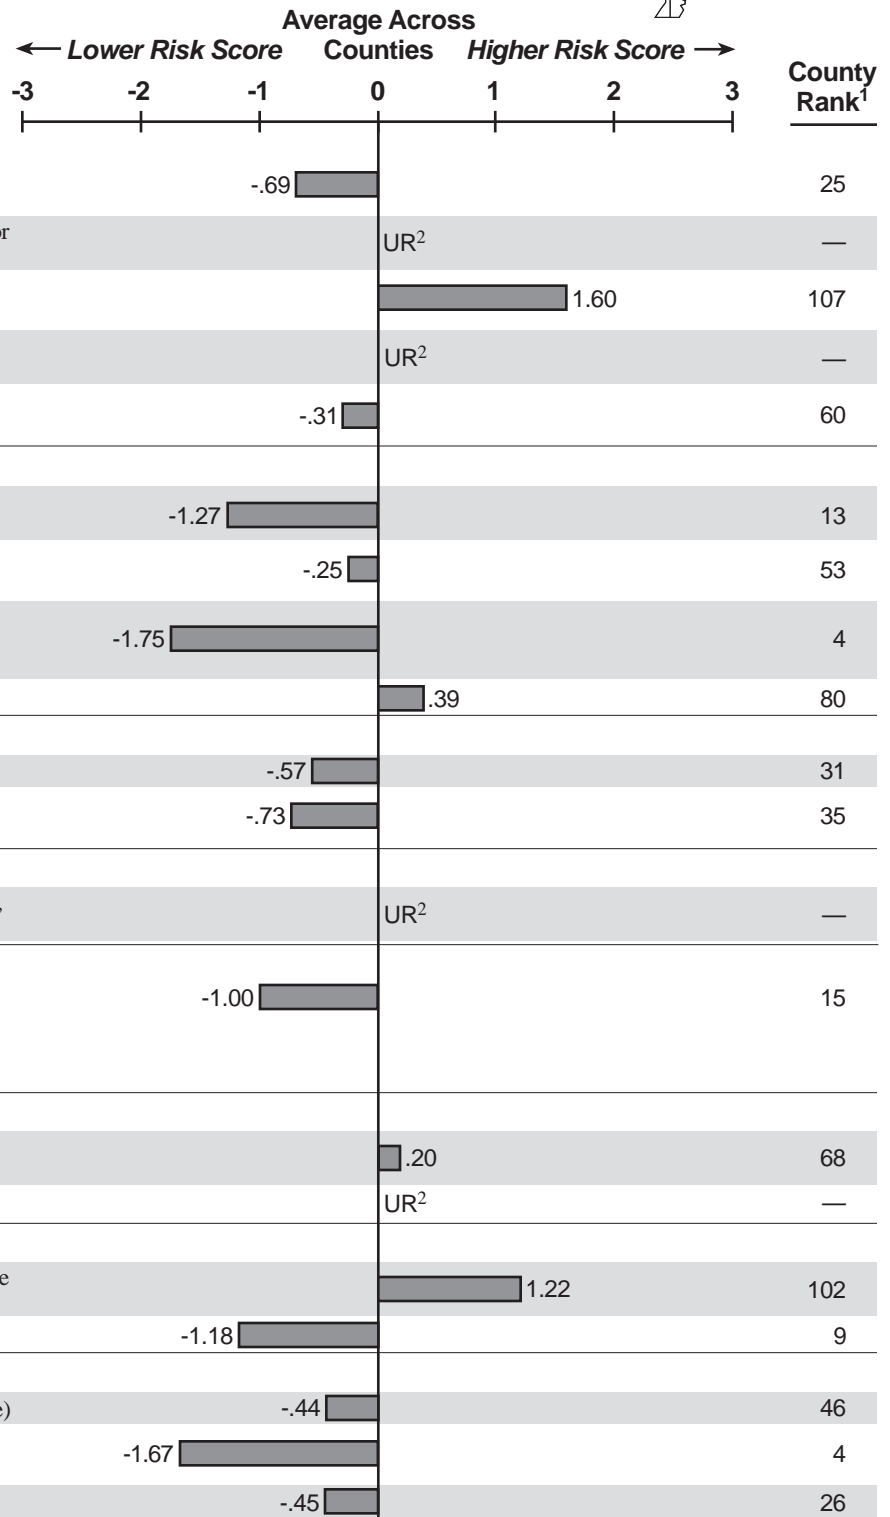 Average Across
← Lower Risk Score Counties Higher Risk Score →
County
Rank¹
-3 -2 -1 0 1 2 3
-.69 25
or UR² —
1.60 107
UR² —
-.31 60
-1.27 13
-.25 53
-1.75 4
.39 80
-.57 31
-.73 35
, UR² —
-1.00 15
.20 68
UR² —
e 1.22 102
-1.18 9
e) -.44 46
-1.67 4
-.45 26